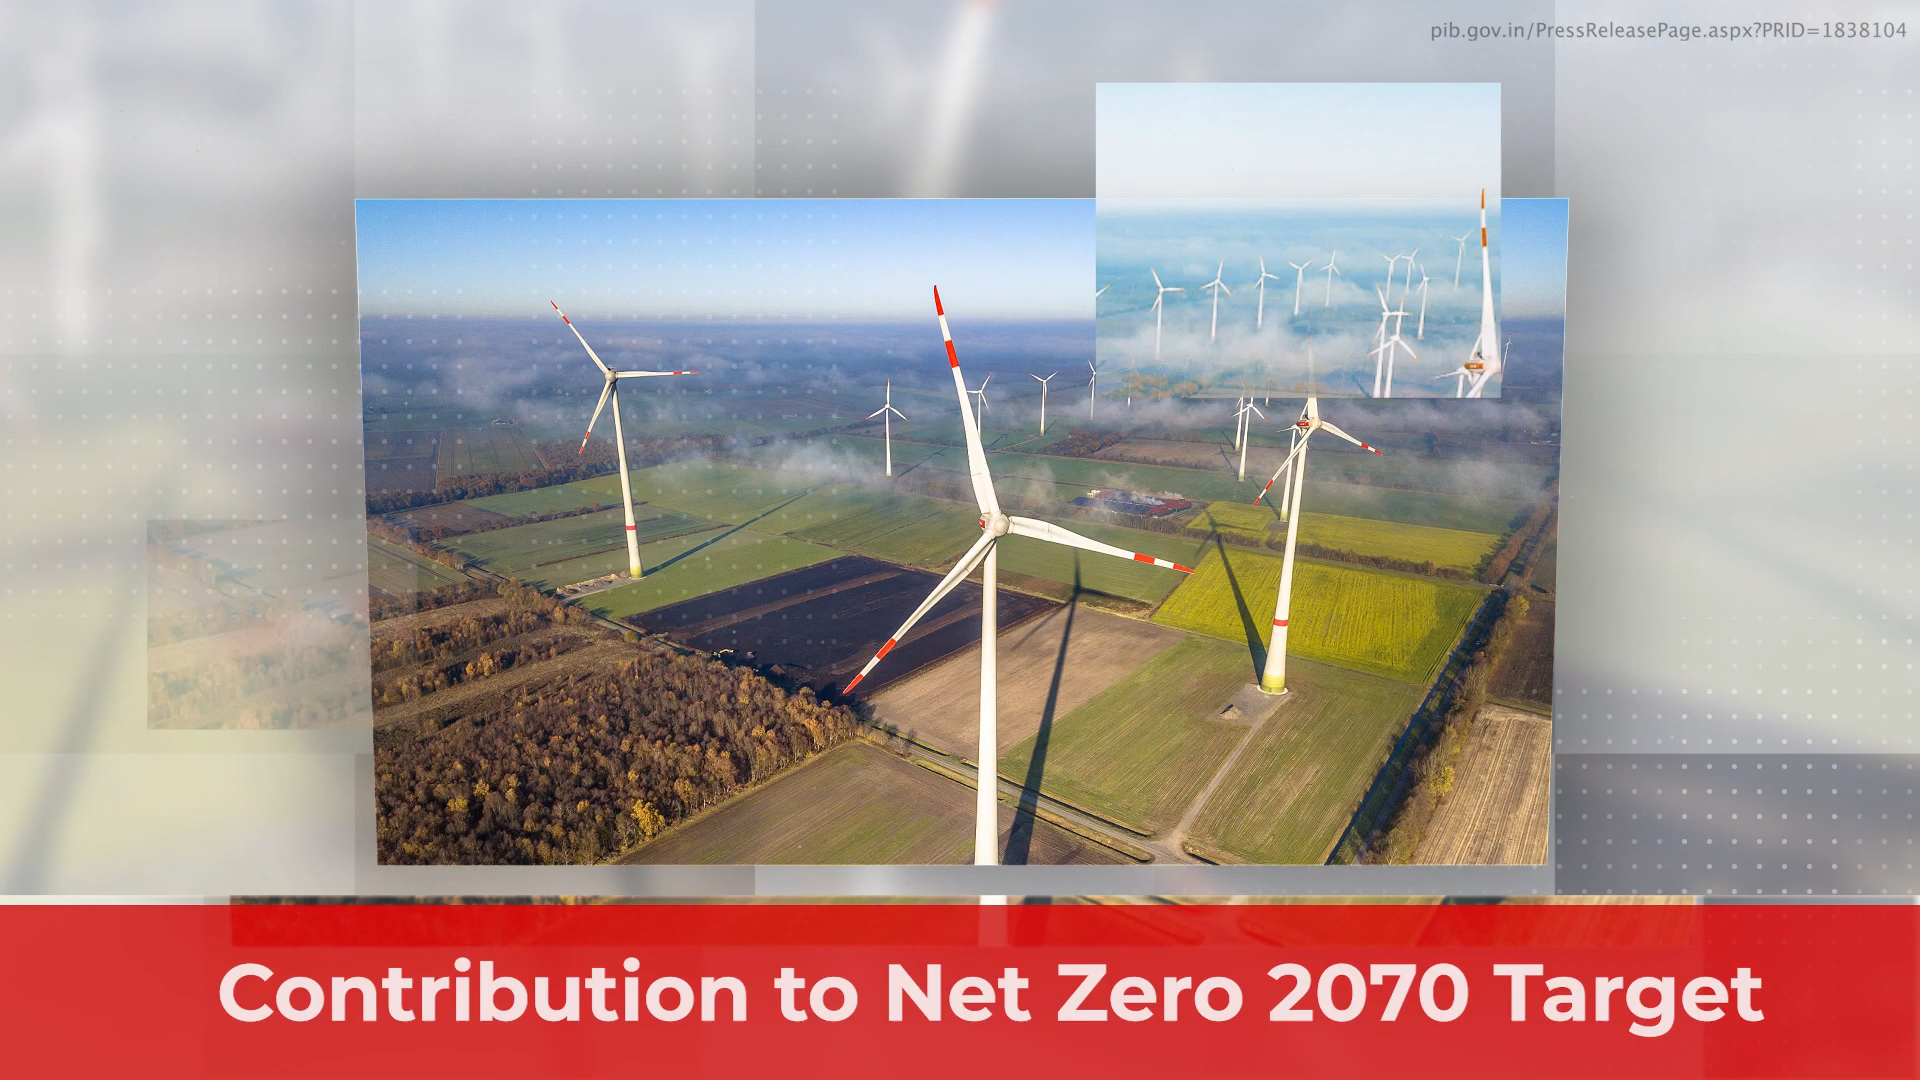 pib.gov.in/PressReleasePage.aspx?PRID=1838104
Contribution to Net Zero 2070 Target